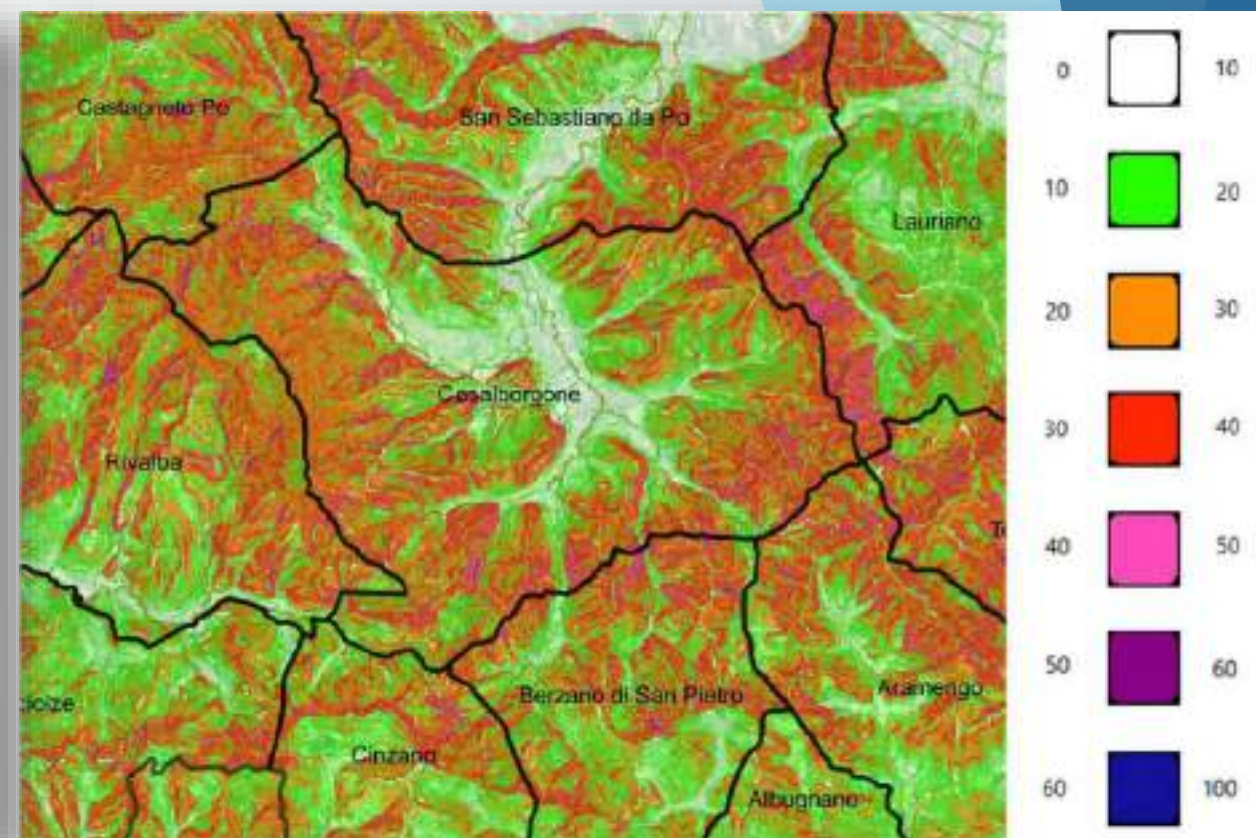 Castagneto Po
San Sebastiano da Po
Lauriano
Casalborgone
Rivalba
Berzano di San Pietro
Aramengo
Cinzano
Albugnano
0 10
10 20
20 30
30 40
40 50
50 60
60 100